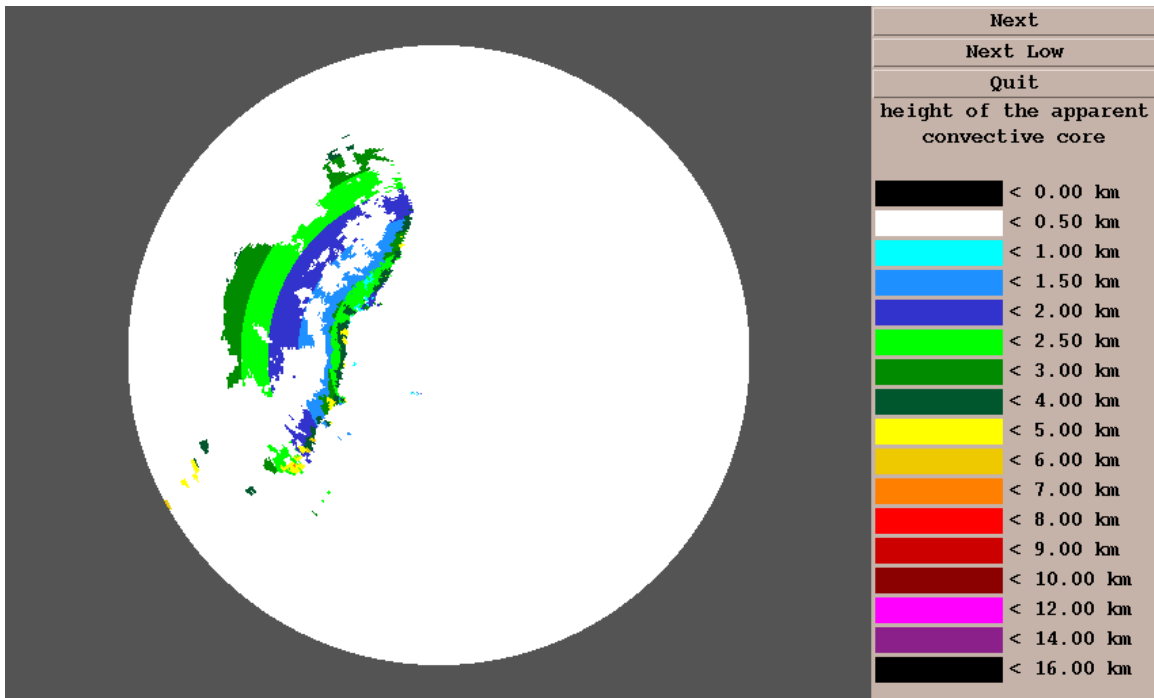 Next
Next Low
Quit
height of the apparent
convective core
< 0.00 km
< 0.50 km
< 1.00 km
< 1.50 km
< 2.00 km
< 2.50 km
< 3.00 km
< 4.00 km
< 5.00 km
< 6.00 km
< 7.00 km
< 8.00 km
< 9.00 km
< 10.00 km
< 12.00 km
< 14.00 km
< 16.00 km